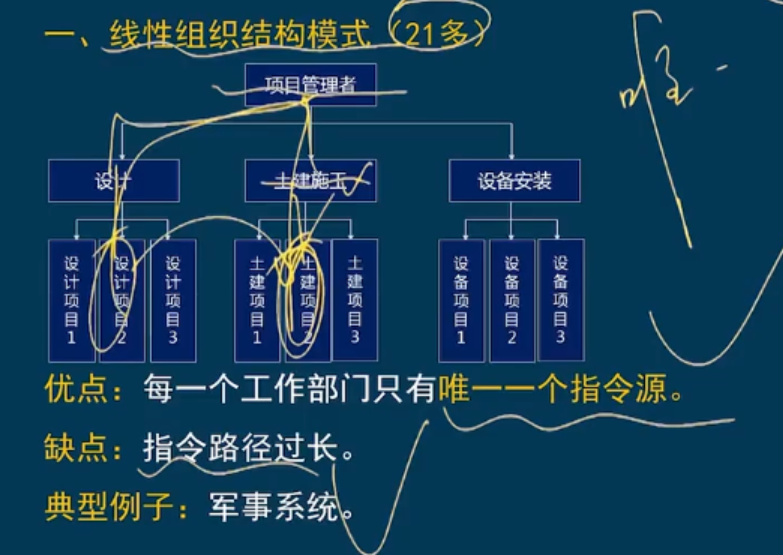 一、线性组织结构模式（21多）
项目管理者
设计
土建施工
设备安装
设计项目1
设计项目2
设计项目3
土建项目1
土建项目2
土建项目3
设备项目1
设备项目2
设备项目3
优点：每一个工作部门只有唯一一个指令源。
缺点：指令路径过长。
典型例子：军事系统。